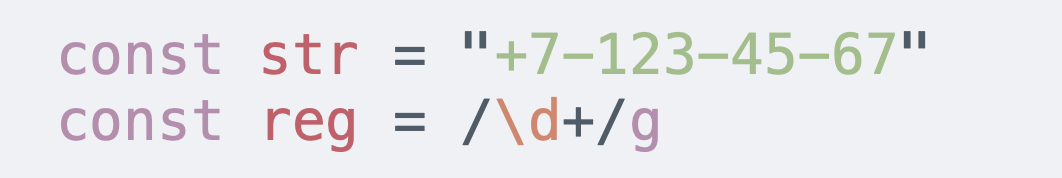 const str = "+7-123-45-67"
const reg = /\d+/g